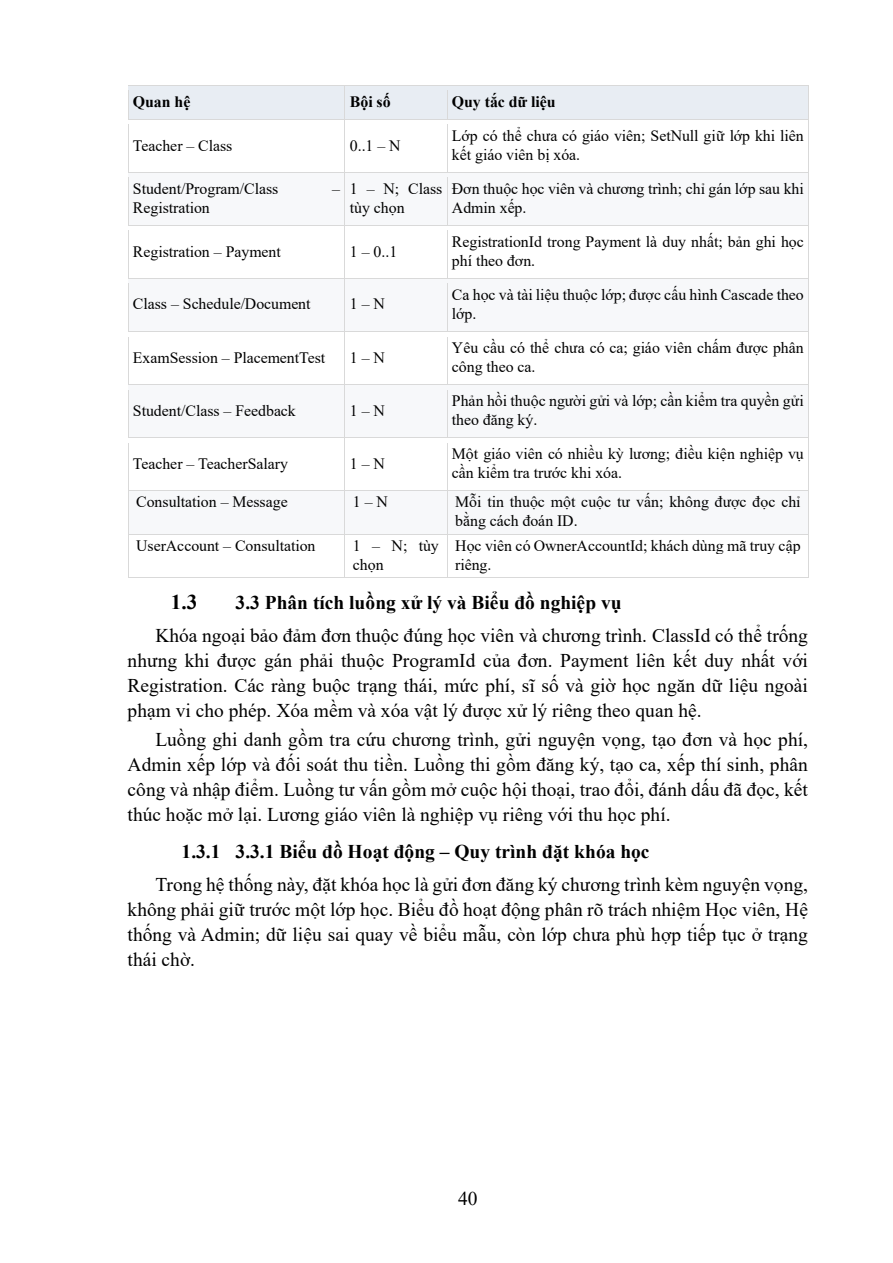 Quan hệ Bội số Quy tắc dữ liệu
Teacher – Class 0..1 – N Lớp có thể chưa có giáo viên; SetNull giữ lớp khi liên
kết giáo viên bị xóa.
Student/Program/Class – 1 – N; Class Đơn thuộc học viên và chương trình; chỉ gán lớp sau khi
Registration tùy chọn Admin xếp.
Registration – Payment 1 – 0..1 RegistrationId trong Payment là duy nhất; bản ghi học
phí theo đơn.
Class – Schedule/Document 1 – N Ca học và tài liệu thuộc lớp; được cấu hình Cascade theo
lớp.
ExamSession – PlacementTest 1 – N Yêu cầu có thể chưa có ca; giáo viên chấm được phân
công theo ca.
Student/Class – Feedback 1 – N Phản hồi thuộc người gửi và lớp; cần kiểm tra quyền gửi
theo đăng ký.
Teacher – TeacherSalary 1 – N Một giáo viên có nhiều kỳ lương; điều kiện nghiệp vụ
cần kiểm tra trước khi xóa.
Consultation – Message 1 – N Mỗi tin thuộc một cuộc tư vấn; không được đọc chỉ
bằng cách đoán ID.
UserAccount – Consultation 1 – N; tùy Học viên có OwnerAccountId; khách dùng mã truy cập
chọn riêng.
1.3 3.3 Phân tích luồng xử lý và Biểu đồ nghiệp vụ
Khóa ngoại bảo đảm đơn thuộc đúng học viên và chương trình. ClassId có thể trống
nhưng khi được gán phải thuộc ProgramId của đơn. Payment liên kết duy nhất với
Registration. Các ràng buộc trạng thái, mức phí, sĩ số và giờ học ngăn dữ liệu ngoài
phạm vi cho phép. Xóa mềm và xóa vật lý được xử lý riêng theo quan hệ.
Luồng ghi danh gồm tra cứu chương trình, gửi nguyện vọng, tạo đơn và học phí,
Admin xếp lớp và đối soát thu tiền. Luồng thi gồm đăng ký, tạo ca, xếp thí sinh, phân
công và nhập điểm. Luồng tư vấn gồm mở cuộc hội thoại, trao đổi, đánh dấu đã đọc, kết
thúc hoặc mở lại. Lương giáo viên là nghiệp vụ riêng với thu học phí.
1.3.1 3.3.1 Biểu đồ Hoạt động – Quy trình đặt khóa học
Trong hệ thống này, đặt khóa học là gửi đơn đăng ký chương trình kèm nguyện vọng,
không phải giữ trước một lớp học. Biểu đồ hoạt động phân rõ trách nhiệm Học viên, Hệ
thống và Admin; dữ liệu sai quay về biểu mẫu, còn lớp chưa phù hợp tiếp tục ở trạng
thái chờ.
40